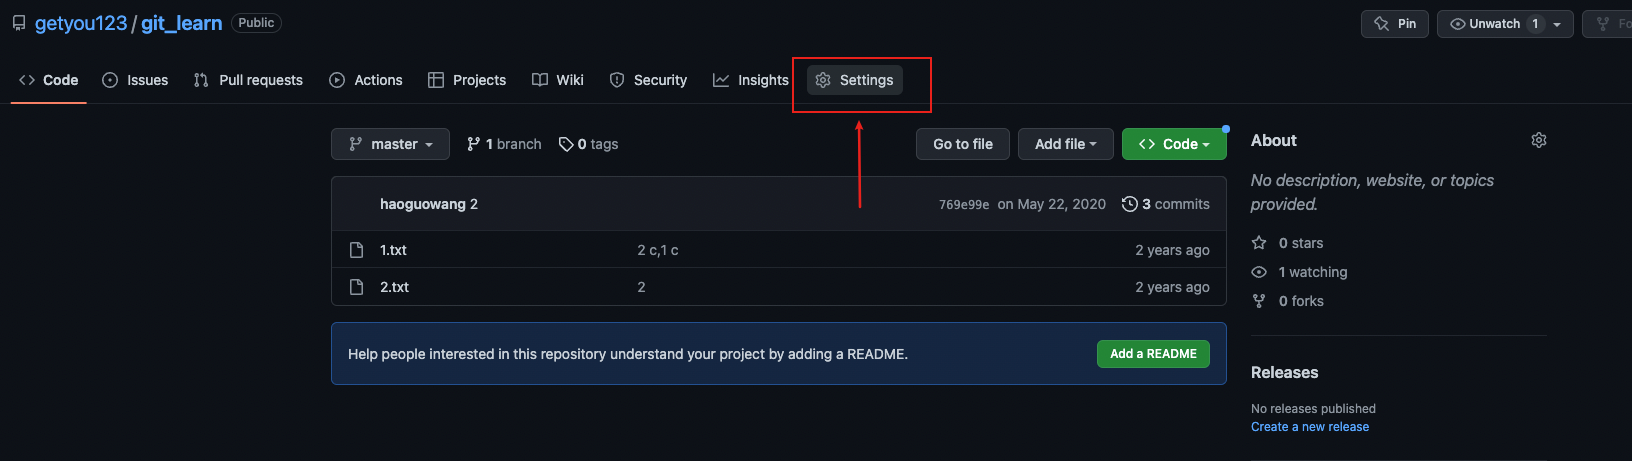 getyou123 / git_learn Public
Pin
Unwatch 1
Fo
Code Issues Pull requests Actions Projects Wiki Security Insights Settings
master 1 branch 0 tags
Go to file Add file Code
haoguowang 2 769e99e on May 22, 2020 3 commits
1.txt 2 c,1 c 2 years ago
2.txt 2 2 years ago
Help people interested in this repository understand your project by adding a README. Add a README
About
No description, website, or topics
provided.
0 stars
1 watching
0 forks
Releases
No releases published
Create a new release